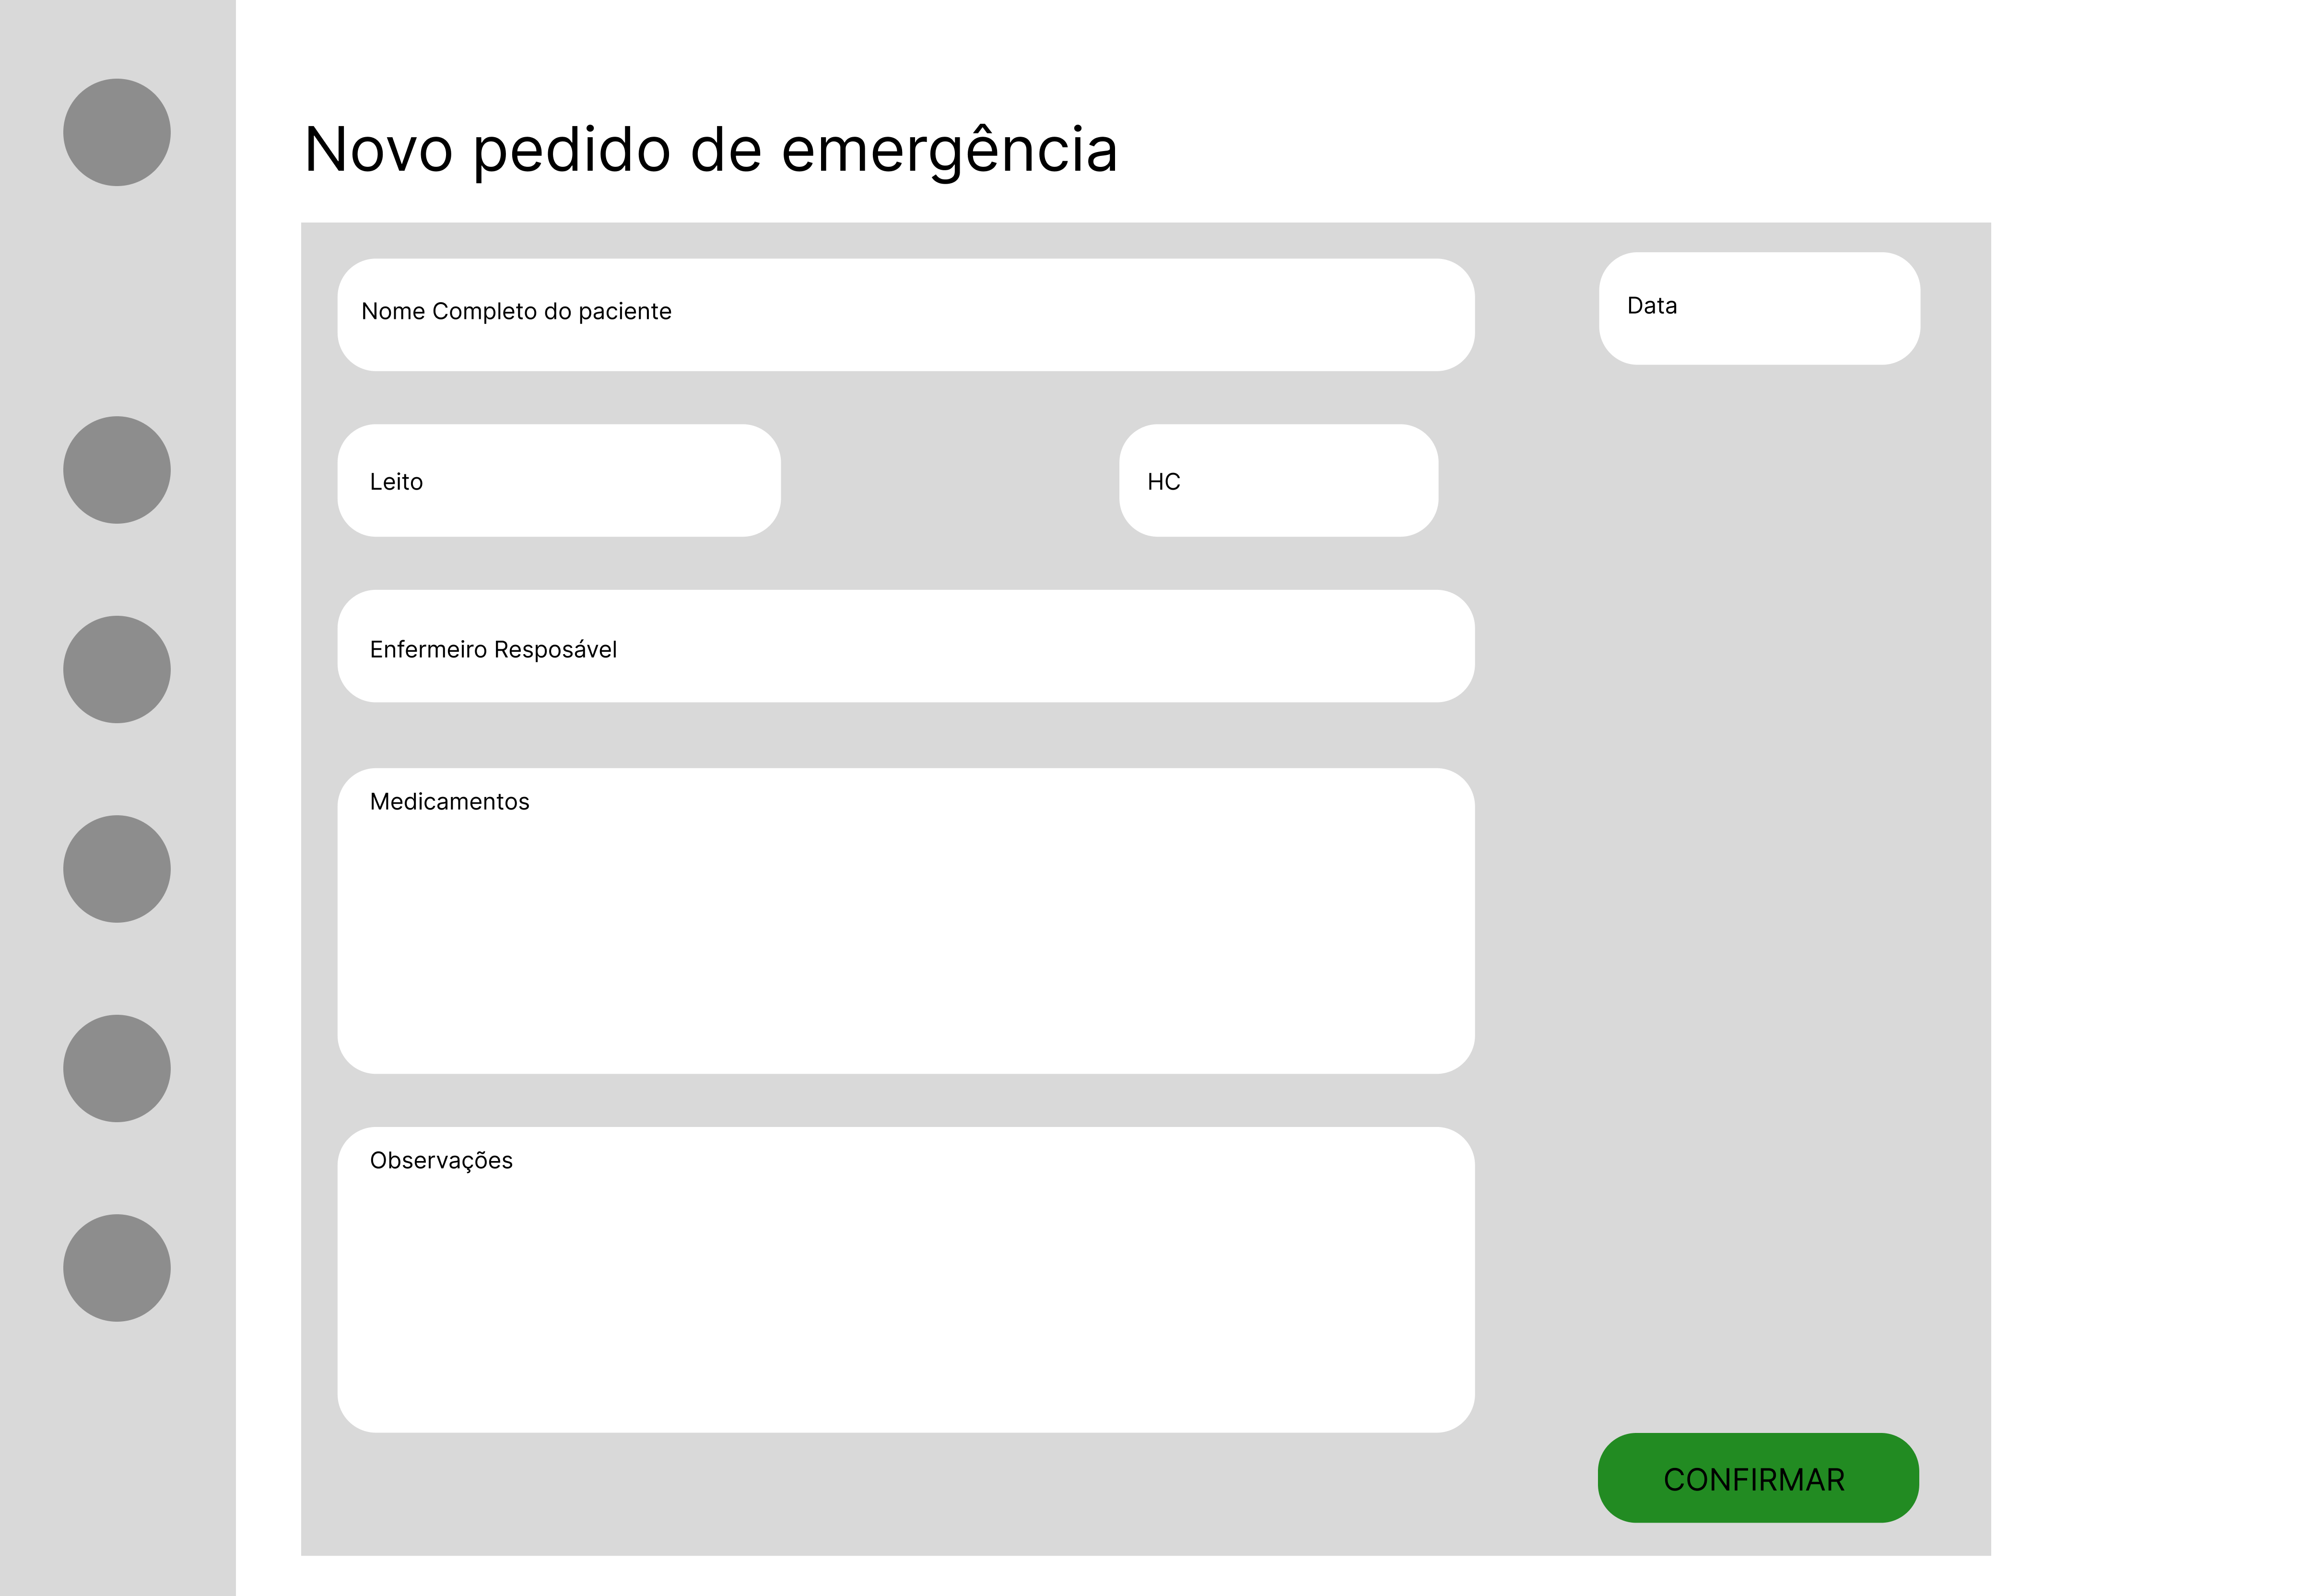 Novo pedido de emergência
Nome Completo do paciente
Data
Leito
HC
Enfermeiro Resposável
Medicamentos
Observações
CONFIRMAR